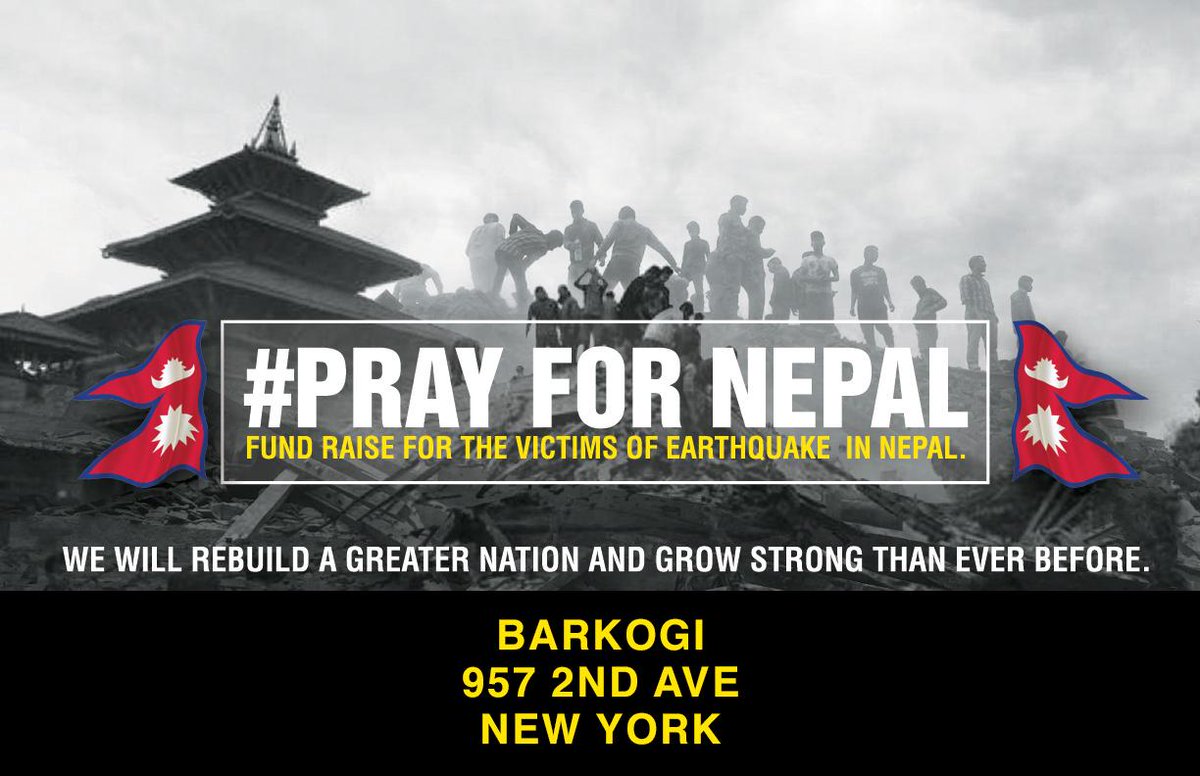 #PRAY FOR NEPAL
FUND RAISE FOR THE VICTIMS OF EARTHQUAKE IN NEPAL.
WE WILL REBUILD A GREATER NATION AND GROW STRONG THAN EVER BEFORE.
BARKOGI
957 2ND AVE
NEW YORK